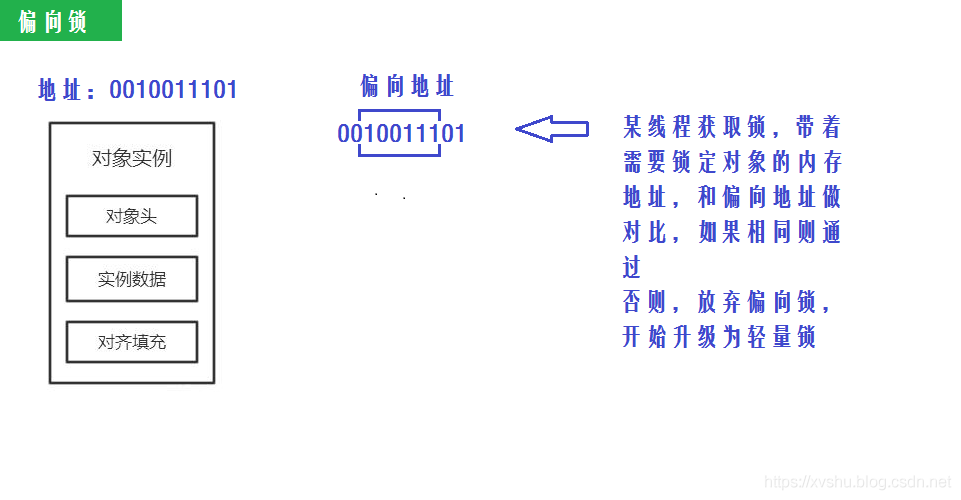 偏向锁
地址：0010011101
偏向地址
0010011101
对象实例
对象头
实例数据
对齐填充
某线程获取锁，带着
需要锁定对象的内存
地址，和偏向地址做
对比，如果相同则通
过
否则，放弃偏向锁，
开始升级为轻量锁
https://xvshu.blog.csdn.net